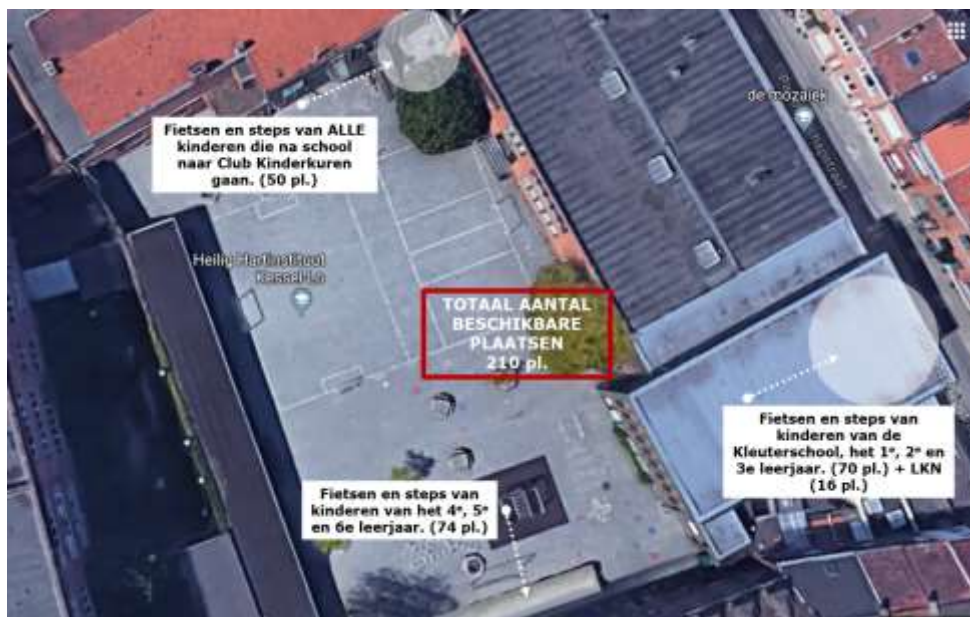 de mozaïek
Fietsen en steps van ALLE
kinderen die na school
naar Club Kinderkuren
gaan. (50 pl.)
Heilig Hartinstituut
Kessel-Lo
TOTAAL AANTAL
BESCHIKBARE
PLAATSEN
210 pl.
Fietsen en steps van
kinderen van de
Kleuterschool, het 1ᵉ, 2ᵉ en
3e leerjaar. (70 pl.) + LKN
(16 pl.)
Fietsen en steps van
kinderen van het 4ᵉ, 5ᵉ
en 6e leerjaar. (74 pl.)